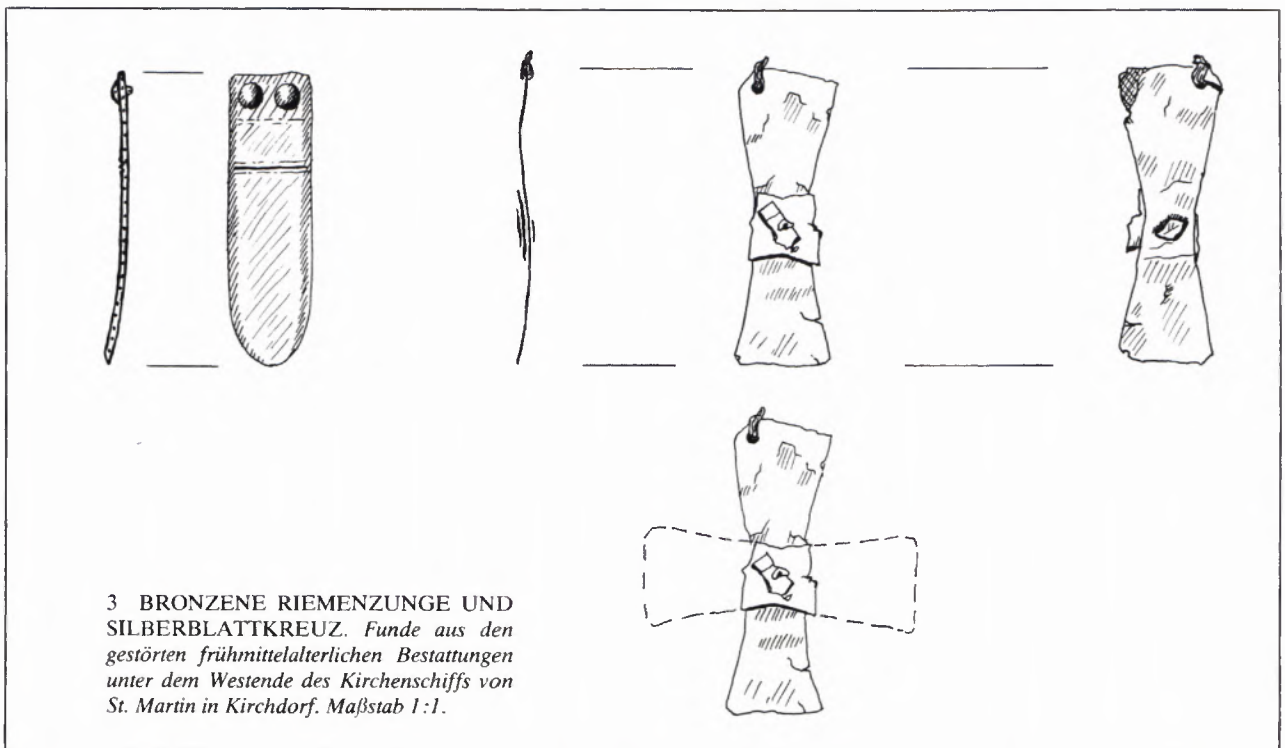 3 BRONZENE RIEMENZUNGE UND
SILBERBLATTKREUZ. Funde aus den
gestörten frühmittelalterlichen Bestattungen
unter dem Westende des Kirchenschiffs von
St. Martin in Kirchdorf. Maßstab 1:1.